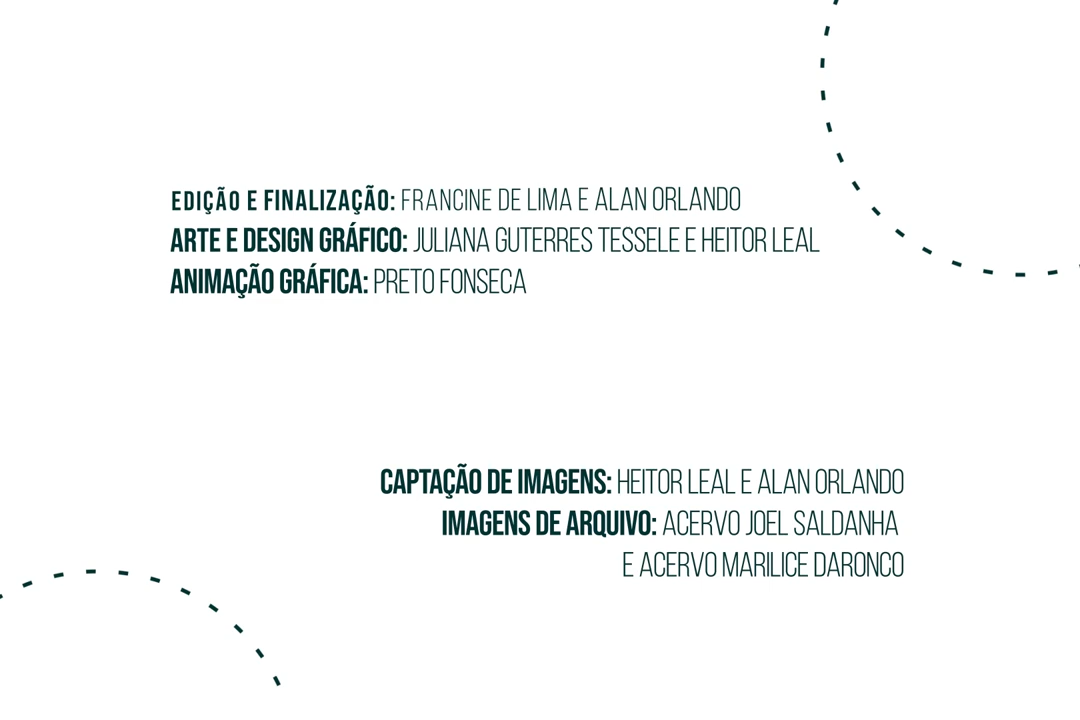 EDIÇÃO E FINALIZAÇÃO: FRANCINE DE LIMA E ALAN ORLANDO
ARTE E DESIGN GRÁFICO: JULIANA GUTERRES TESSELE E HEITOR LEAL
ANIMAÇÃO GRÁFICA: PRETO FONSECA
CAPTAÇÃO DE IMAGENS: HEITOR LEAL E ALAN ORLANDO
IMAGENS DE ARQUIVO: ACERVO JOEL SALDANHA
E ACERVO MARILICE DARONCO